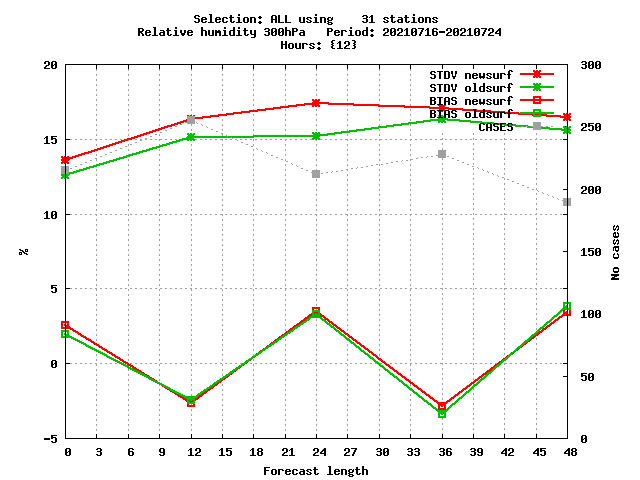 Selection: ALL using    31 stations
Relative humidity 300hPa   Period: 20210716-20210724
Hours: {12}
20 300
STDV newsurf
STDV oldsurf
BIAS newsurf
BIAS oldsurf
CASES
15 250
10 200
%
No cases
150
5
100
0
50
-5 0
0 3 6 9 12 15 18 21 24 27 30 33 36 39 42 45 48
Forecast length